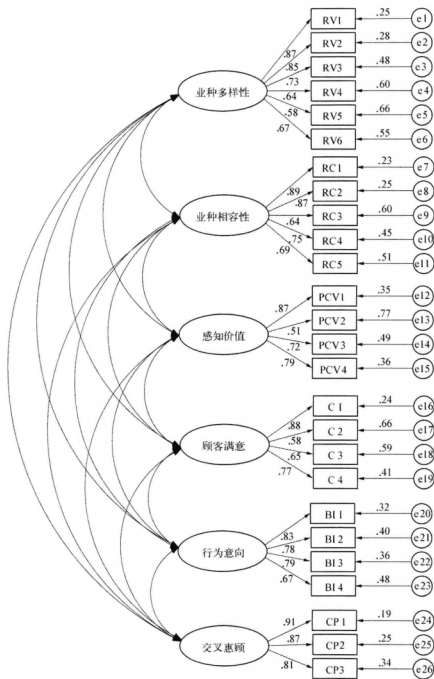 RV1 .25 e1
.87 RV2 .28 e2
业种多样性 .85 RV3 .48 e3
.73 RV4 .60 e4
.64 RV5 .66 e5
.58 RV6 .55 e6
.67
RC1 .23 e7
.89 RC2 .25 e8
业种相容性 .87 RC3 .60 e9
.64 RC4 .45 e10
.75 RC5 .51 e11
.69
PCV1 .35 e12
.87 PCV2 .77 e13
感知价值 .51 PCV3 .49 e14
.72 PCV4 .36 e15
.79
C 1 .24 e16
.88 C 2 .66 e17
顾客满意 .58 C 3 .59 e18
.65 C 4 .41 e19
.77
BI 1 .32 e20
.83 BI 2 .40 e21
行为意向 .78 BI 3 .36 e22
.79 BI 4 .48 e23
.67
CP 1 .19 e24
.91 CP2 .25 e25
交叉惠顾 .87 CP3 .34 e26
.81